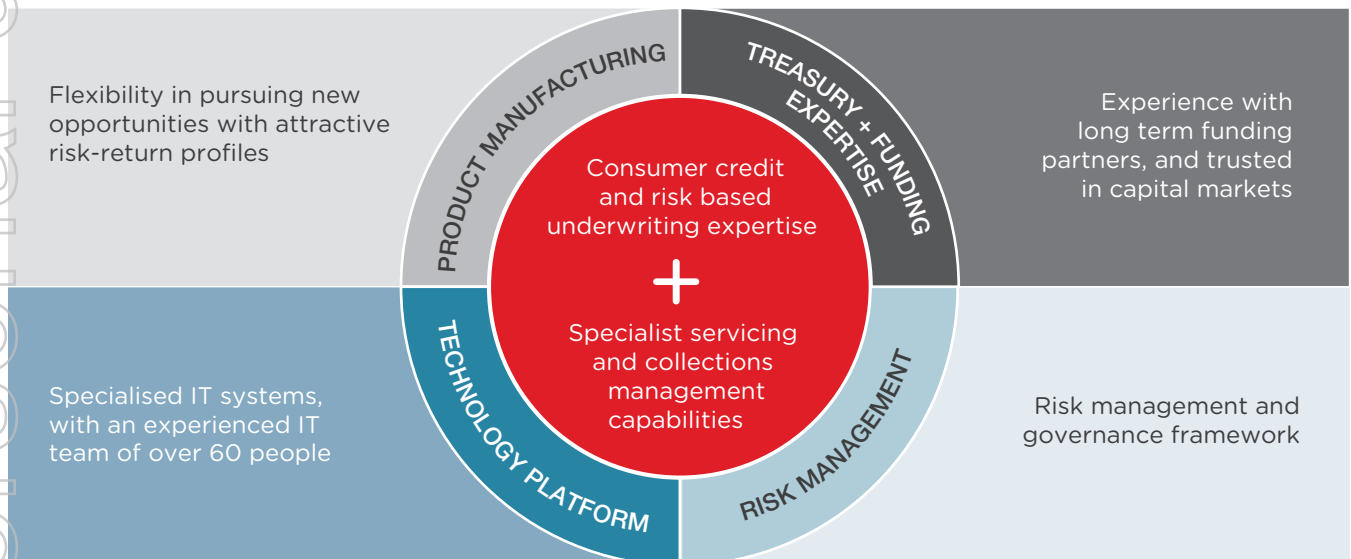 PRODUCT MANUFACTURING
Flexibility in pursuing new
opportunities with attractive
risk-return profiles
TREASURY + FUNDING
EXPERTISE
Experience with
long term funding
partners, and trusted
in capital markets
Consumer credit
and risk based
underwriting expertise
+
Specialist servicing
and collections
management
capabilities
TECHNOLOGY PLATFORM
Specialised IT systems,
with an experienced IT
team of over 60 people
RISK MANAGEMENT
Risk management and
governance framework